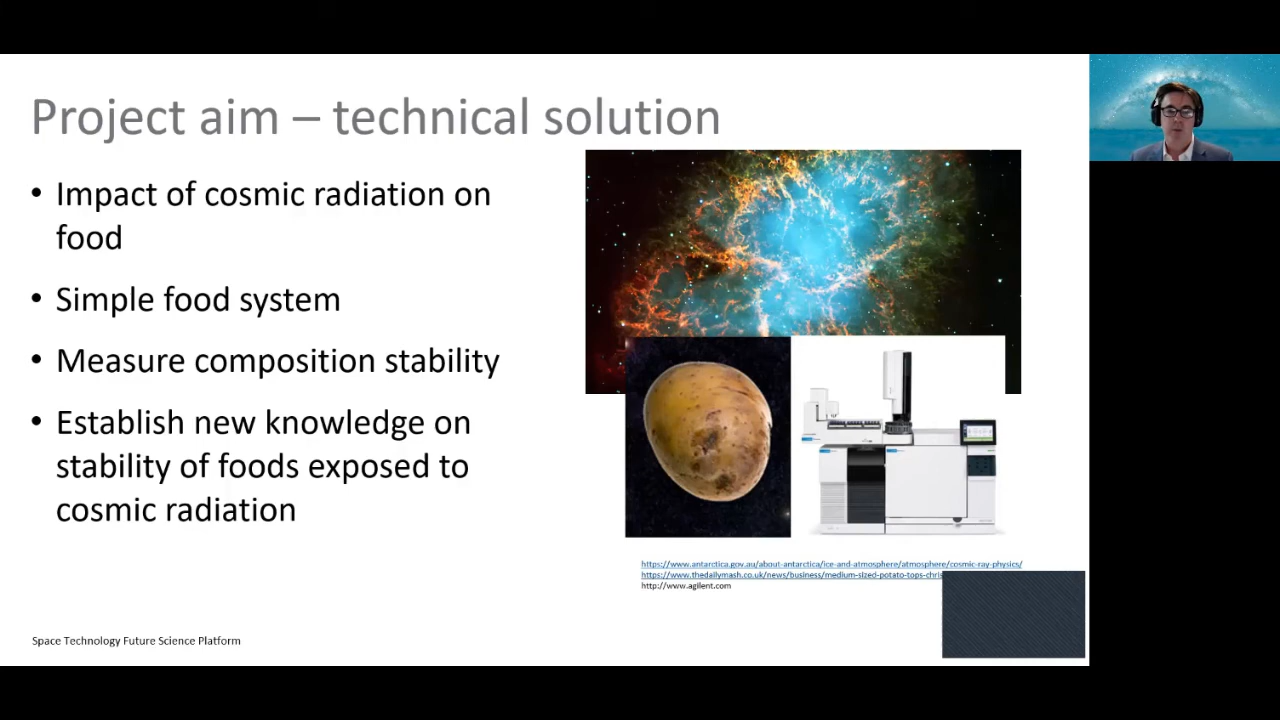 Project aim – technical solution
• Impact of cosmic radiation on
food
• Simple food system
• Measure composition stability
• Establish new knowledge on
stability of foods exposed to
cosmic radiation
https://www.antarctica.gov.au/about-antarctica/ice-and-atmosphere/atmosphere/cosmic-ray-physics/
https://www.thedailymash.co.uk/news/business/medium-sized-potato-tops-chris
http://www.agilent.com
Space Technology Future Science Platform